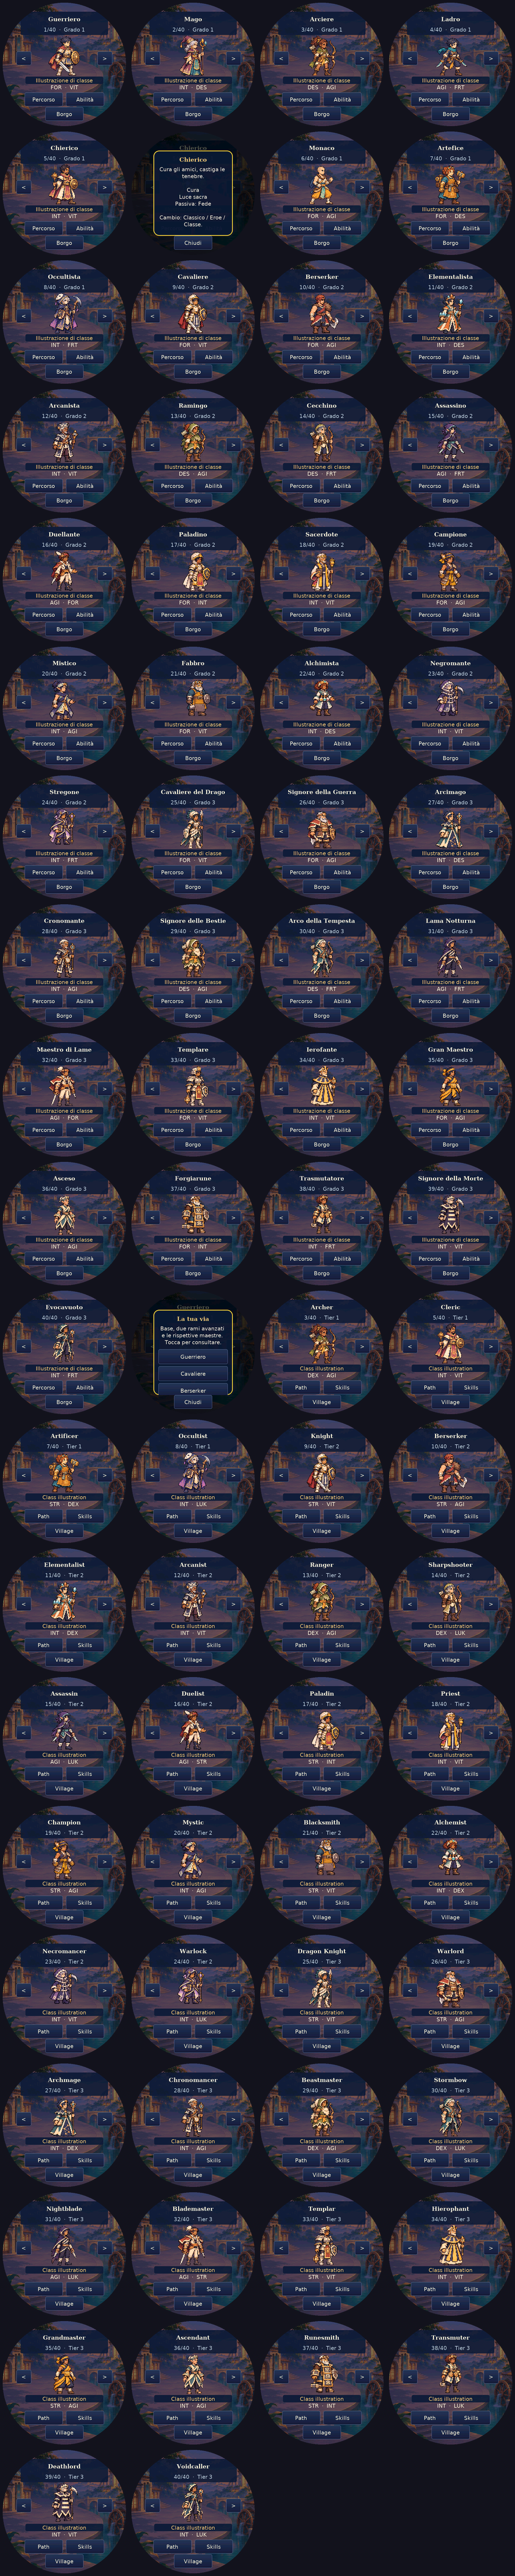 Guerriero
1/40 · Grado 1
< >
Illustrazione di classe
FOR · VIT
Percorso Abilità
Borgo
Mago
2/40 · Grado 1
< >
Illustrazione di classe
INT · DES
Percorso Abilità
Borgo
Arciere
3/40 · Grado 1
< >
Illustrazione di classe
DES · AGI
Percorso Abilità
Borgo
Ladro
4/40 · Grado 1
< >
Illustrazione di classe
AGI · FRT
Percorso Abilità
Borgo
Chierico
5/40 · Grado 1
< >
Illustrazione di classe
INT · VIT
Percorso Abilità
Borgo
Chierico
Chierico
Cura gli amici, castiga le
tenebre.
Cura
Luce sacra
Passiva: Fede
Cambio: Classico / Eroe /
Classe.
Chiudi
Monaco
6/40 · Grado 1
< >
Illustrazione di classe
FOR · AGI
Percorso Abilità
Borgo
Artefice
7/40 · Grado 1
< >
Illustrazione di classe
FOR · DES
Percorso Abilità
Borgo
Occultista
8/40 · Grado 1
< >
Illustrazione di classe
INT · FRT
Percorso Abilità
Borgo
Cavaliere
9/40 · Grado 2
< >
Illustrazione di classe
FOR · VIT
Percorso Abilità
Borgo
Berserker
10/40 · Grado 2
< >
Illustrazione di classe
FOR · AGI
Percorso Abilità
Borgo
Elementalista
11/40 · Grado 2
< >
Illustrazione di classe
INT · DES
Percorso Abilità
Borgo
Arcanista
12/40 · Grado 2
< >
Illustrazione di classe
INT · VIT
Percorso Abilità
Borgo
Ramingo
13/40 · Grado 2
< >
Illustrazione di classe
DES · AGI
Percorso Abilità
Borgo
Cecchino
14/40 · Grado 2
< >
Illustrazione di classe
DES · FRT
Percorso Abilità
Borgo
Assassino
15/40 · Grado 2
< >
Illustrazione di classe
AGI · FRT
Percorso Abilità
Borgo
Duellante
16/40 · Grado 2
< >
Illustrazione di classe
AGI · FOR
Percorso Abilità
Borgo
Paladino
17/40 · Grado 2
< >
Illustrazione di classe
FOR · INT
Percorso Abilità
Borgo
Sacerdote
18/40 · Grado 2
< >
Illustrazione di classe
INT · VIT
Percorso Abilità
Borgo
Campione
19/40 · Grado 2
< >
Illustrazione di classe
FOR · AGI
Percorso Abilità
Borgo
Mistico
20/40 · Grado 2
< >
Illustrazione di classe
INT · AGI
Percorso Abilità
Borgo
Fabbro
21/40 · Grado 2
< >
Illustrazione di classe
FOR · VIT
Percorso Abilità
Borgo
Alchimista
22/40 · Grado 2
< >
Illustrazione di classe
INT · DES
Percorso Abilità
Borgo
Negromante
23/40 · Grado 2
< >
Illustrazione di classe
INT · VIT
Percorso Abilità
Borgo
Stregone
24/40 · Grado 2
< >
Illustrazione di classe
INT · FRT
Percorso Abilità
Borgo
Cavaliere del Drago
25/40 · Grado 3
< >
Illustrazione di classe
FOR · VIT
Percorso Abilità
Borgo
Signore della Guerra
26/40 · Grado 3
< >
Illustrazione di classe
FOR · AGI
Percorso Abilità
Borgo
Arcimago
27/40 · Grado 3
< >
Illustrazione di classe
INT · DES
Percorso Abilità
Borgo
Cronomante
28/40 · Grado 3
< >
Illustrazione di classe
INT · AGI
Percorso Abilità
Borgo
Signore delle Bestie
29/40 · Grado 3
< >
Illustrazione di classe
DES · AGI
Percorso Abilità
Borgo
Arco della Tempesta
30/40 · Grado 3
< >
Illustrazione di classe
DES · FRT
Percorso Abilità
Borgo
Lama Notturna
31/40 · Grado 3
< >
Illustrazione di classe
AGI · FRT
Percorso Abilità
Borgo
Maestro di Lame
32/40 · Grado 3
< >
Illustrazione di classe
AGI · FOR
Percorso Abilità
Borgo
Templare
33/40 · Grado 3
< >
Illustrazione di classe
FOR · VIT
Percorso Abilità
Borgo
Ierofante
34/40 · Grado 3
< >
Illustrazione di classe
INT · VIT
Percorso Abilità
Borgo
Gran Maestro
35/40 · Grado 3
< >
Illustrazione di classe
FOR · AGI
Percorso Abilità
Borgo
Asceso
36/40 · Grado 3
< >
Illustrazione di classe
INT · AGI
Percorso Abilità
Borgo
Forgiarune
37/40 · Grado 3
< >
Illustrazione di classe
FOR · INT
Percorso Abilità
Borgo
Trasmutatore
38/40 · Grado 3
< >
Illustrazione di classe
INT · FRT
Percorso Abilità
Borgo
Signore della Morte
39/40 · Grado 3
< >
Illustrazione di classe
INT · VIT
Percorso Abilità
Borgo
Evocavuoto
40/40 · Grado 3
< >
Illustrazione di classe
INT · FRT
Percorso Abilità
Borgo
Guerriero
La tua via
Base, due rami avanzati
e le rispettive maestre.
Tocca per consultare.
Guerriero
Cavaliere
Berserker
Chiudi
Archer
3/40 · Tier 1
< >
Class illustration
DEX · AGI
Path Skills
Village
Cleric
5/40 · Tier 1
< >
Class illustration
INT · VIT
Path Skills
Village
Artificer
7/40 · Tier 1
< >
Class illustration
STR · DEX
Path Skills
Village
Occultist
8/40 · Tier 1
< >
Class illustration
INT · LUK
Path Skills
Village
Knight
9/40 · Tier 2
< >
Class illustration
STR · VIT
Path Skills
Village
Berserker
10/40 · Tier 2
< >
Class illustration
STR · AGI
Path Skills
Village
Elementalist
11/40 · Tier 2
< >
Class illustration
INT · DEX
Path Skills
Village
Arcanist
12/40 · Tier 2
< >
Class illustration
INT · VIT
Path Skills
Village
Ranger
13/40 · Tier 2
< >
Class illustration
DEX · AGI
Path Skills
Village
Sharpshooter
14/40 · Tier 2
< >
Class illustration
DEX · LUK
Path Skills
Village
Assassin
15/40 · Tier 2
< >
Class illustration
AGI · LUK
Path Skills
Village
Duelist
16/40 · Tier 2
< >
Class illustration
AGI · STR
Path Skills
Village
Paladin
17/40 · Tier 2
< >
Class illustration
STR · INT
Path Skills
Village
Priest
18/40 · Tier 2
< >
Class illustration
INT · VIT
Path Skills
Village
Champion
19/40 · Tier 2
< >
Class illustration
STR · AGI
Path Skills
Village
Mystic
20/40 · Tier 2
< >
Class illustration
INT · AGI
Path Skills
Village
Blacksmith
21/40 · Tier 2
< >
Class illustration
STR · VIT
Path Skills
Village
Alchemist
22/40 · Tier 2
< >
Class illustration
INT · DEX
Path Skills
Village
Necromancer
23/40 · Tier 2
< >
Class illustration
INT · VIT
Path Skills
Village
Warlock
24/40 · Tier 2
< >
Class illustration
INT · LUK
Path Skills
Village
Dragon Knight
25/40 · Tier 3
< >
Class illustration
STR · VIT
Path Skills
Village
Warlord
26/40 · Tier 3
< >
Class illustration
STR · AGI
Path Skills
Village
Archmage
27/40 · Tier 3
< >
Class illustration
INT · DEX
Path Skills
Village
Chronomancer
28/40 · Tier 3
< >
Class illustration
INT · AGI
Path Skills
Village
Beastmaster
29/40 · Tier 3
< >
Class illustration
DEX · AGI
Path Skills
Village
Stormbow
30/40 · Tier 3
< >
Class illustration
DEX · LUK
Path Skills
Village
Nightblade
31/40 · Tier 3
< >
Class illustration
AGI · LUK
Path Skills
Village
Blademaster
32/40 · Tier 3
< >
Class illustration
AGI · STR
Path Skills
Village
Templar
33/40 · Tier 3
< >
Class illustration
STR · VIT
Path Skills
Village
Hierophant
34/40 · Tier 3
< >
Class illustration
INT · VIT
Path Skills
Village
Grandmaster
35/40 · Tier 3
< >
Class illustration
STR · AGI
Path Skills
Village
Ascendant
36/40 · Tier 3
< >
Class illustration
INT · AGI
Path Skills
Village
Runesmith
37/40 · Tier 3
< >
Class illustration
STR · INT
Path Skills
Village
Transmuter
38/40 · Tier 3
< >
Class illustration
INT · LUK
Path Skills
Village
Deathlord
39/40 · Tier 3
< >
Class illustration
INT · VIT
Path Skills
Village
Voidcaller
40/40 · Tier 3
< >
Class illustration
INT · LUK
Path Skills
Village